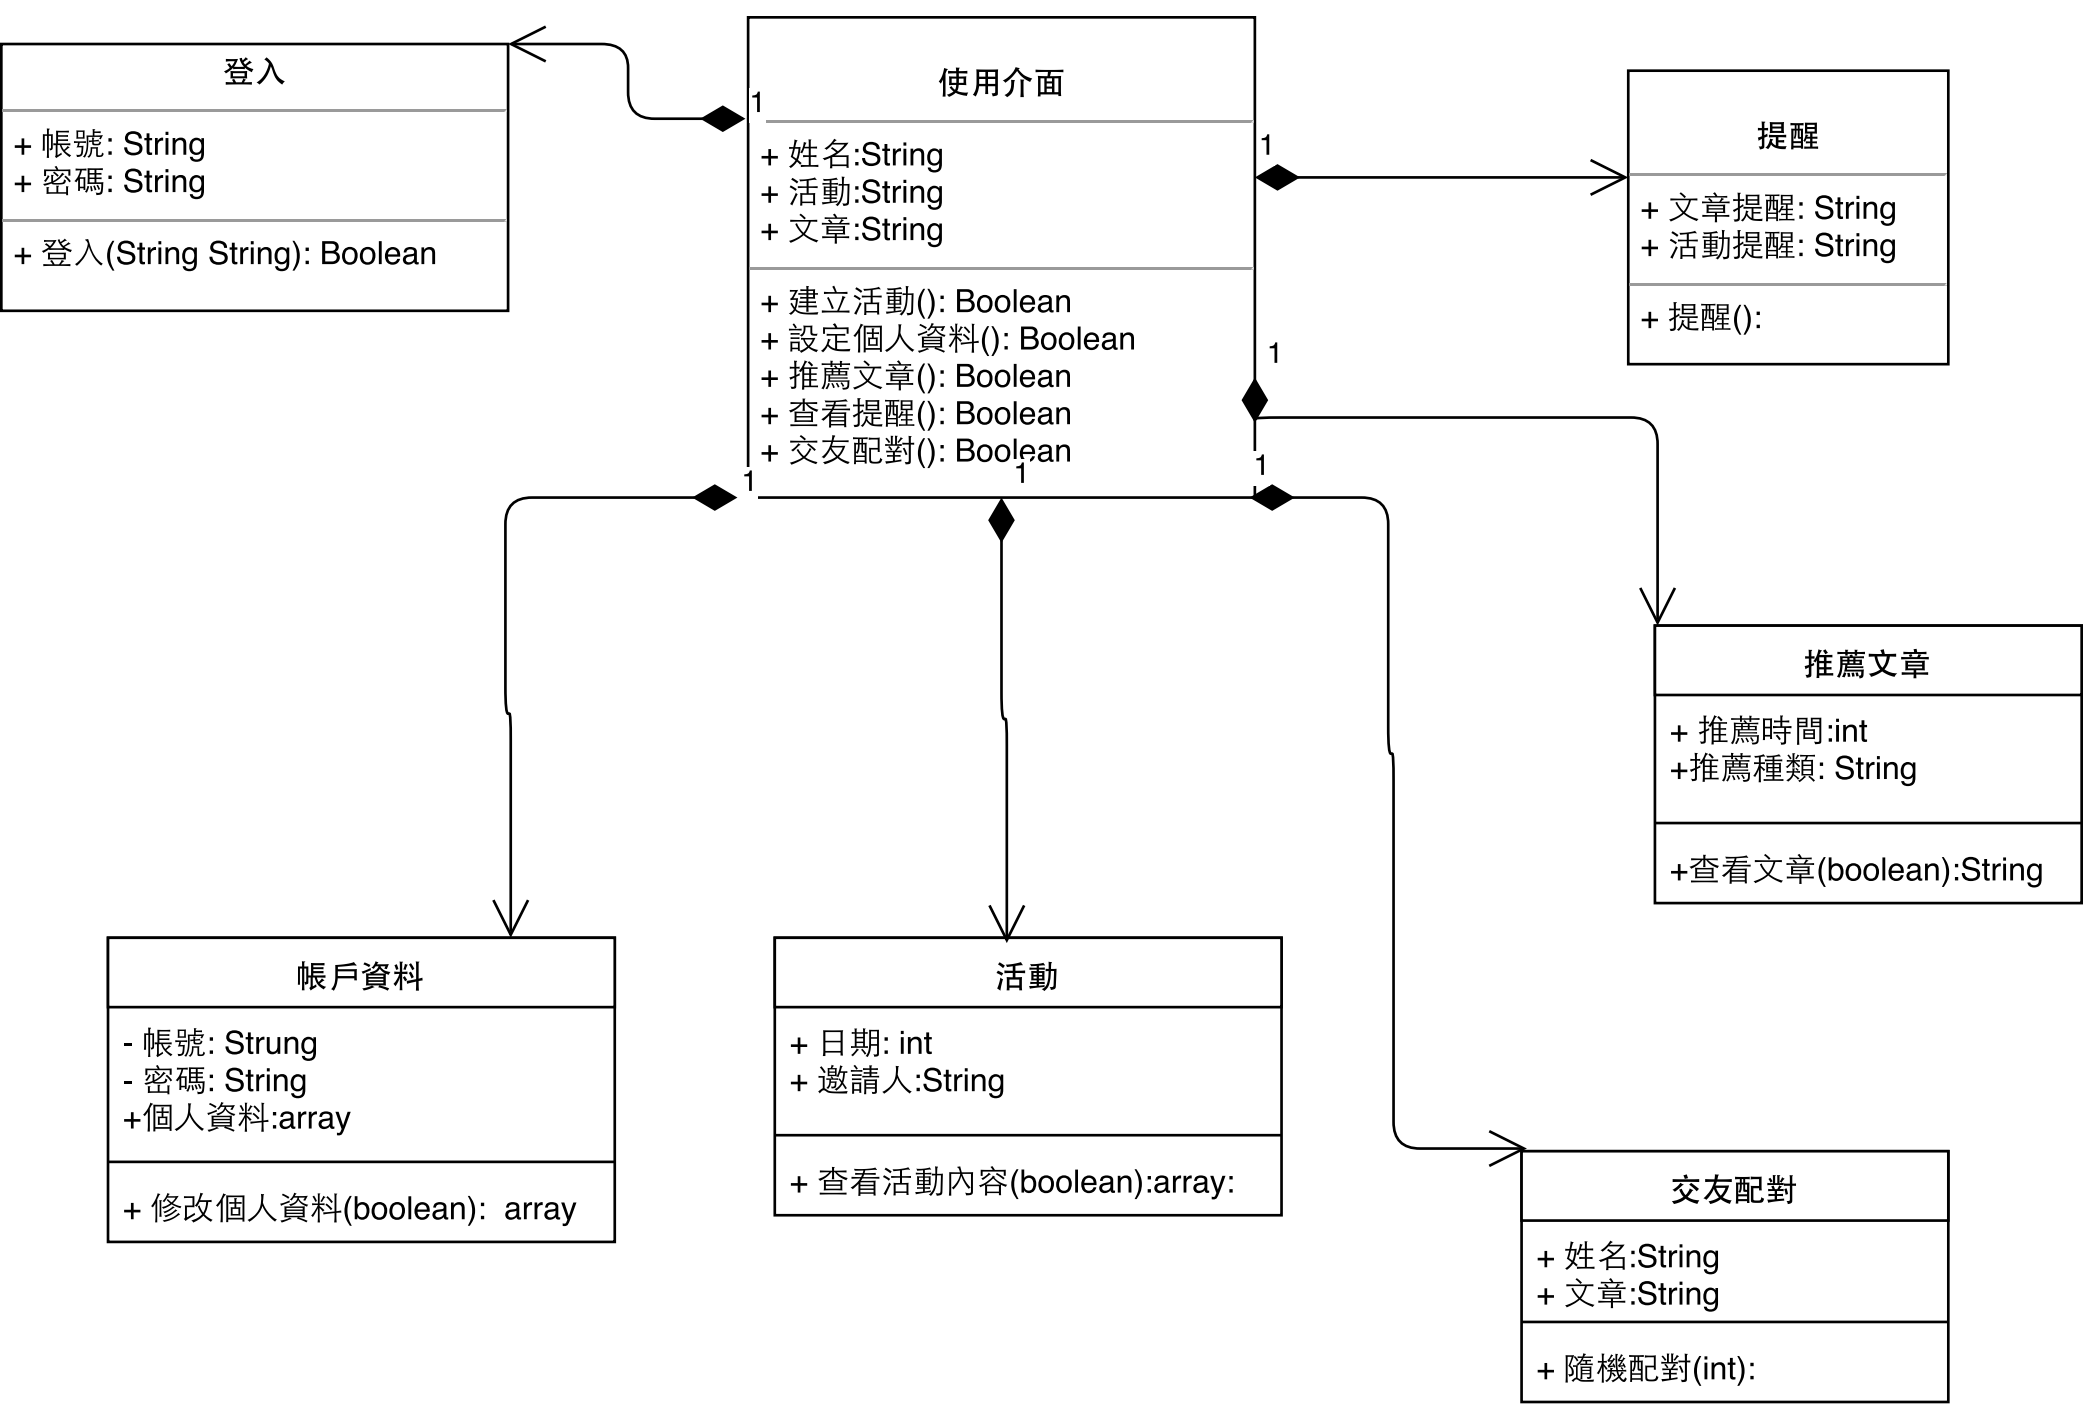 登入
+ 帳號: String
+ 密碼: String
+ 登入(String String): Boolean
1
使用介面
+ 姓名:String
+ 活動:String
+ 文章:String
+ 建立活動(): Boolean
+ 設定個人資料(): Boolean
+ 推薦文章(): Boolean
+ 查看提醒(): Boolean
+ 交友配對(): Boolean
1
1
1
1
1
提醒
+ 文章提醒: String
+ 活動提醒: String
+ 提醒():
推薦文章
+ 推薦時間:int
+推薦種類: String
+查看文章(boolean):String
帳戶資料
- 帳號: Strung
- 密碼: String
+個人資料:array
+ 修改個人資料(boolean):  array
活動
+ 日期: int
+ 邀請人:String
+ 查看活動內容(boolean):array:
交友配對
+ 姓名:String
+ 文章:String
+ 隨機配對(int):